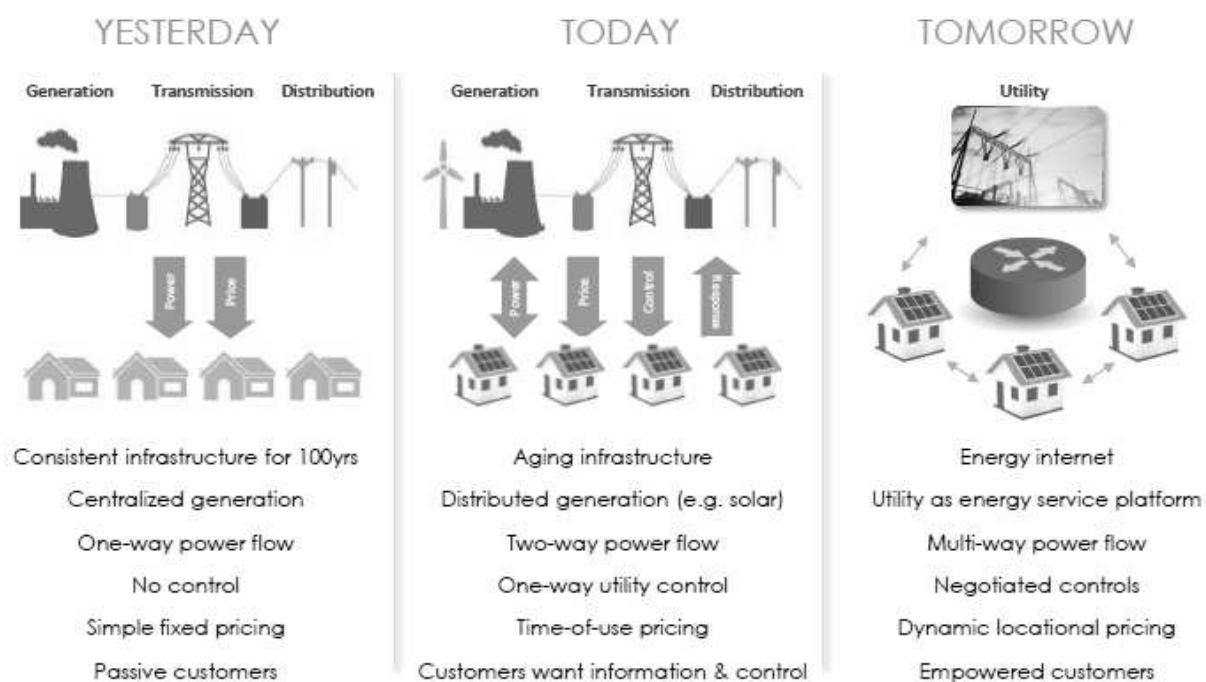 YESTERDAY
Generation Transmission Distribution
Power
Price
Consistent infrastructure for 100yrs
Centralized generation
One-way power flow
No control
Simple fixed pricing
Passive customers
TODAY
Generation Transmission Distribution
Power
Price
Control
Response
Aging infrastructure
Distributed generation (e.g. solar)
Two-way power flow
One-way utility control
Time-of-use pricing
Customers want information & control
TOMORROW
Utility
Energy internet
Utility as energy service platform
Multi-way power flow
Negotiated controls
Dynamic locational pricing
Empowered customers